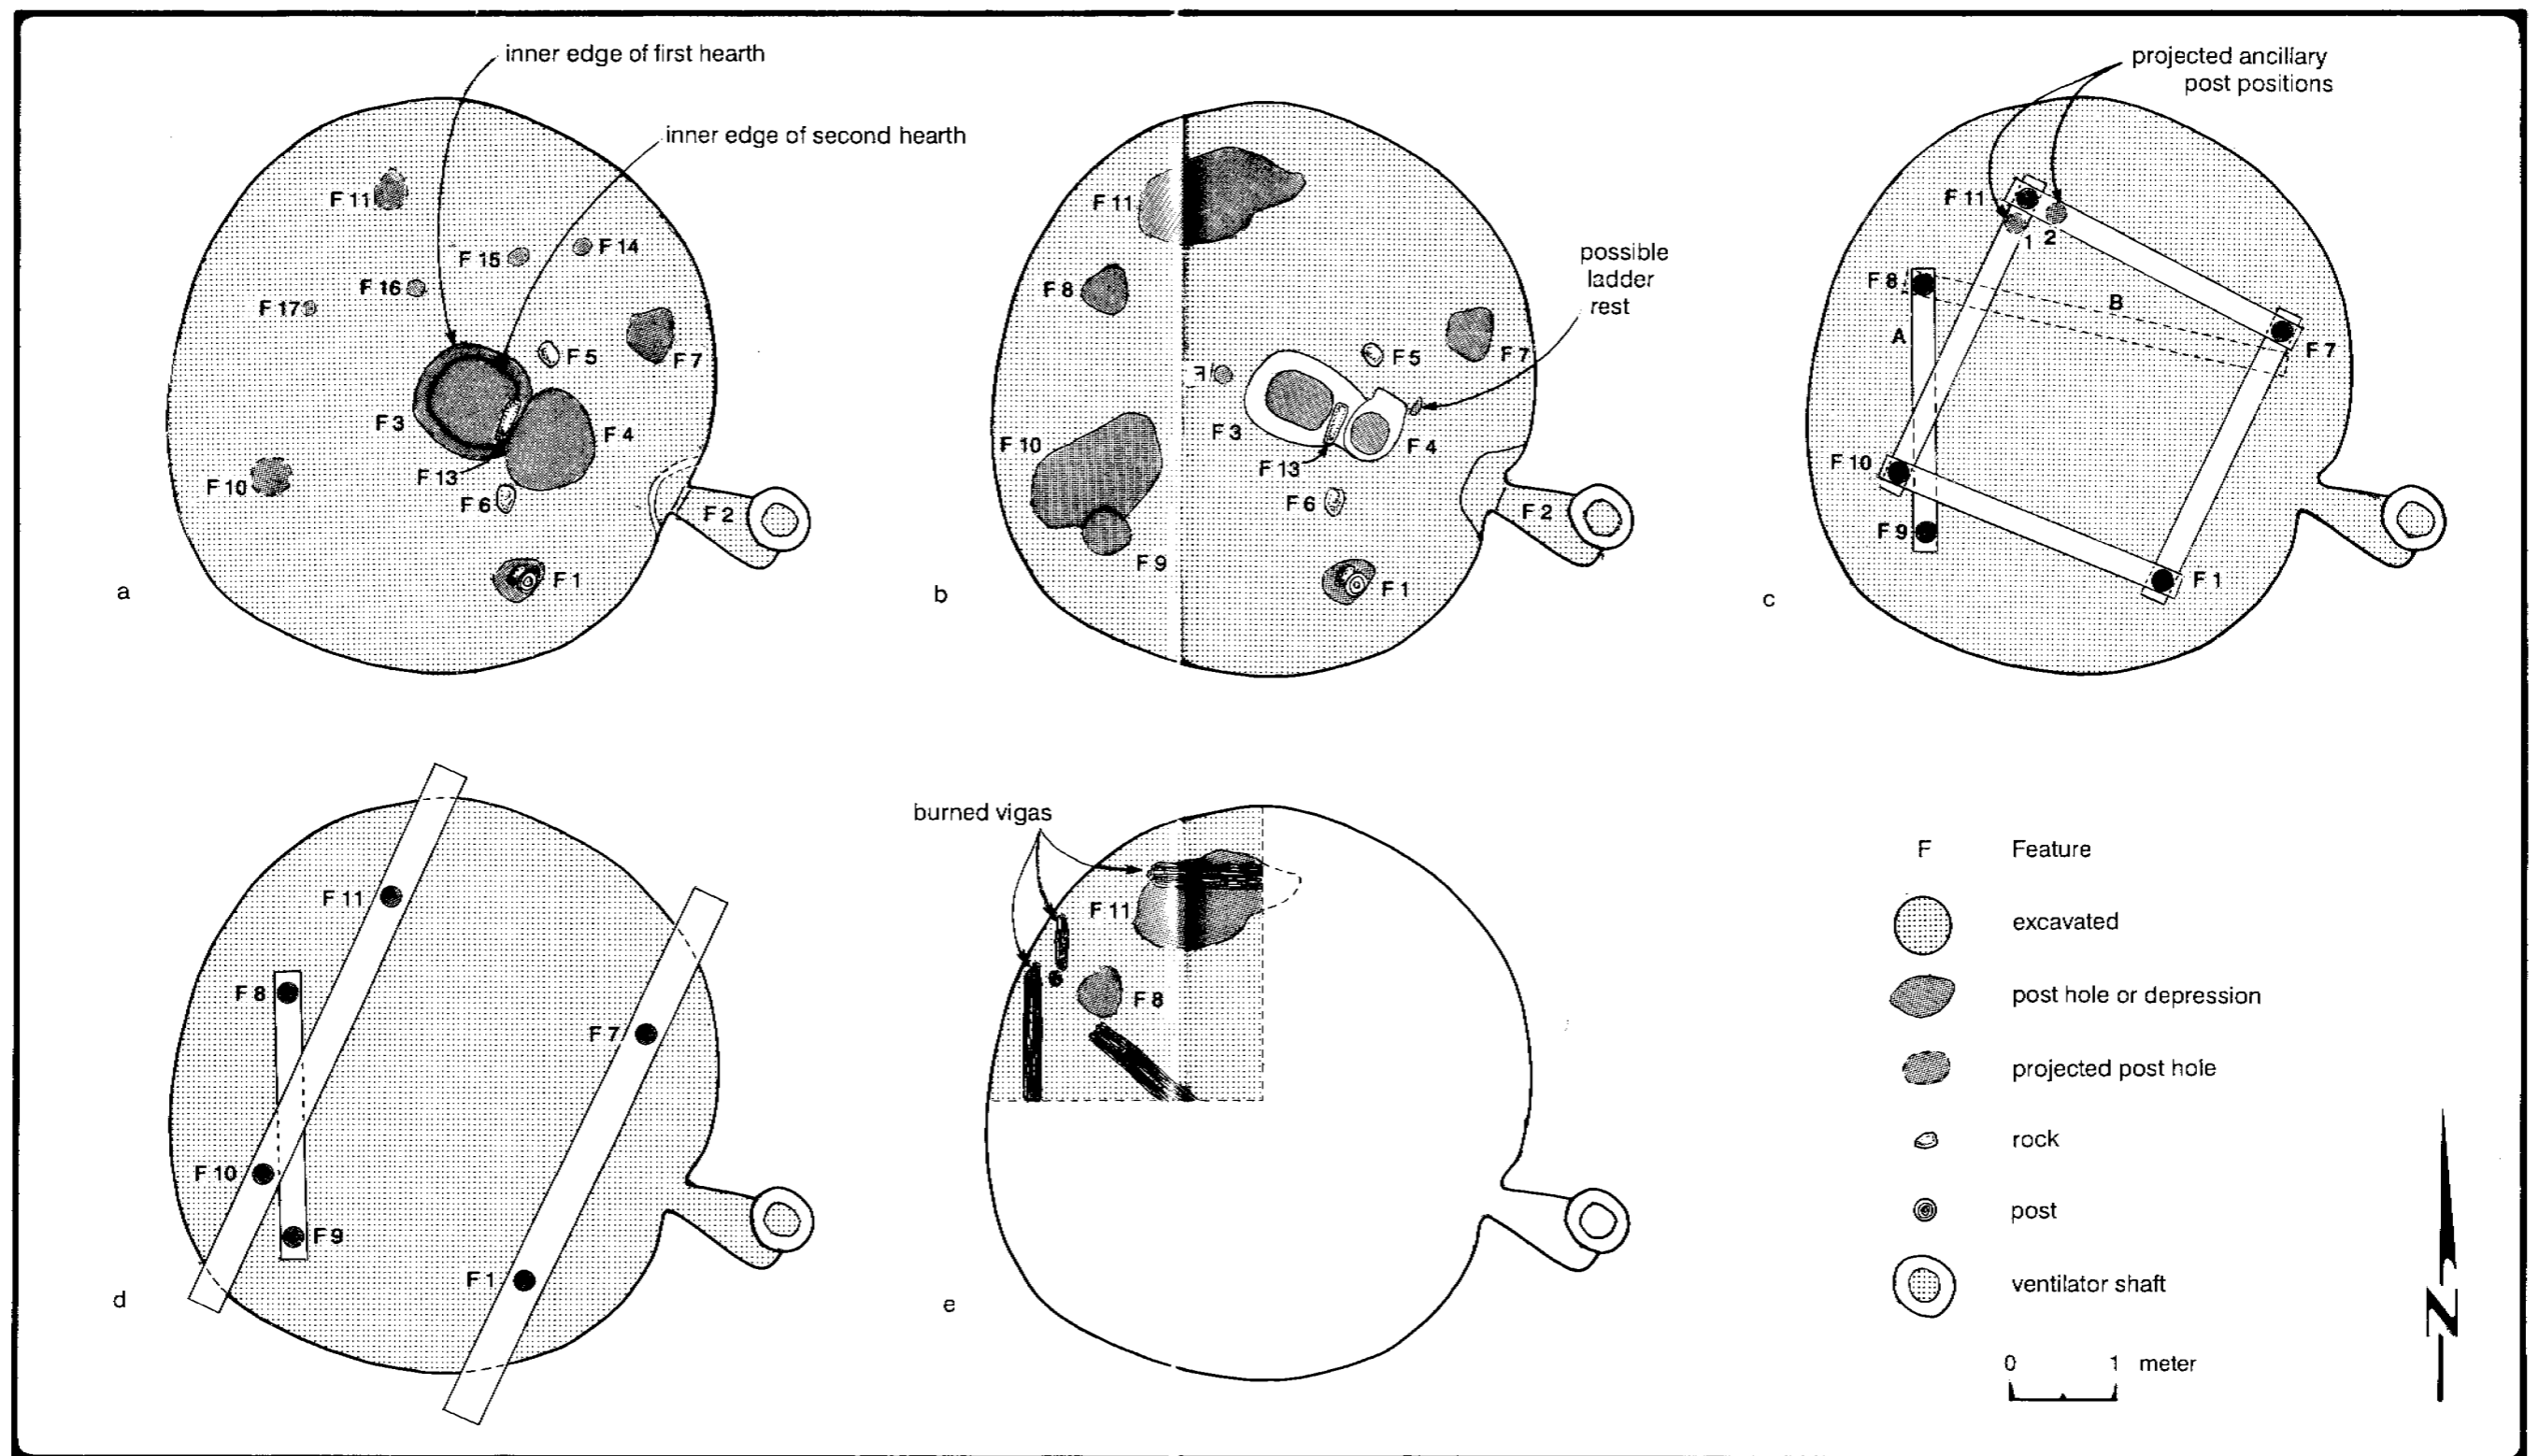 inner edge of first hearth
inner edge of second hearth
F 11
F 15
F 14
F 16
F 17
F 5
F 7
F 3
F 4
F 13
F 10
F 6
F 2
F 1
a
F 11
F 8
possible
ladder
rest
F 5
F 7
F 3
F 4
F 10
F 13
F 6
F 2
F 9
F 1
b
projected ancillary
post positions
F 11
1
2
F 8
B
A
F 7
F 10
F 9
F 1
c
F 11
F 8
F 7
F 10
F 9
F 1
d
burned vigas
F 11
F 8
e
F Feature
excavated
post hole or depression
projected post hole
rock
post
ventilator shaft
0 1 meter
N